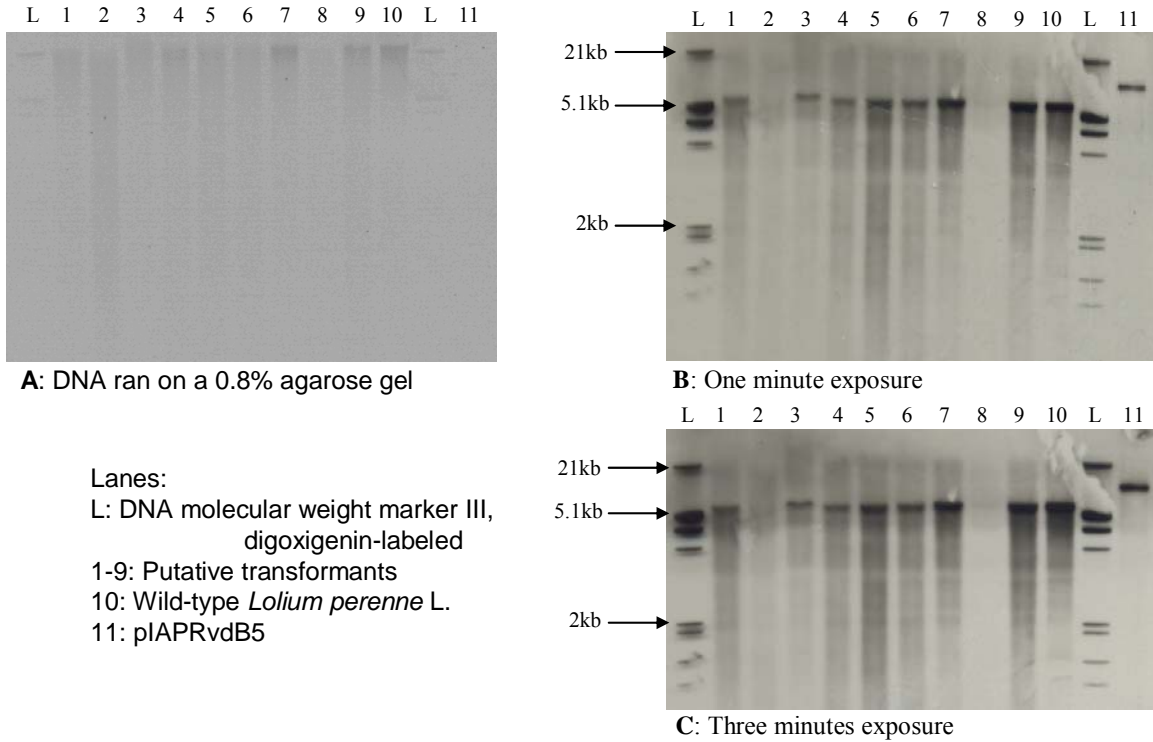 L 1 2 3 4 5 6 7 8 9 10 L 11
A: DNA ran on a 0.8% agarose gel
Lanes:
L: DNA molecular weight marker III,
digoxigenin-labeled
1-9: Putative transformants
10: Wild-type Lolium perenne L.
11: pIAPRvdB5
L 1 2 3 4 5 6 7 8 9 10 L 11
21kb
5.1kb
2kb
B: One minute exposure
L 1 2 3 4 5 6 7 8 9 10 L 11
21kb
5.1kb
2kb
C: Three minutes exposure